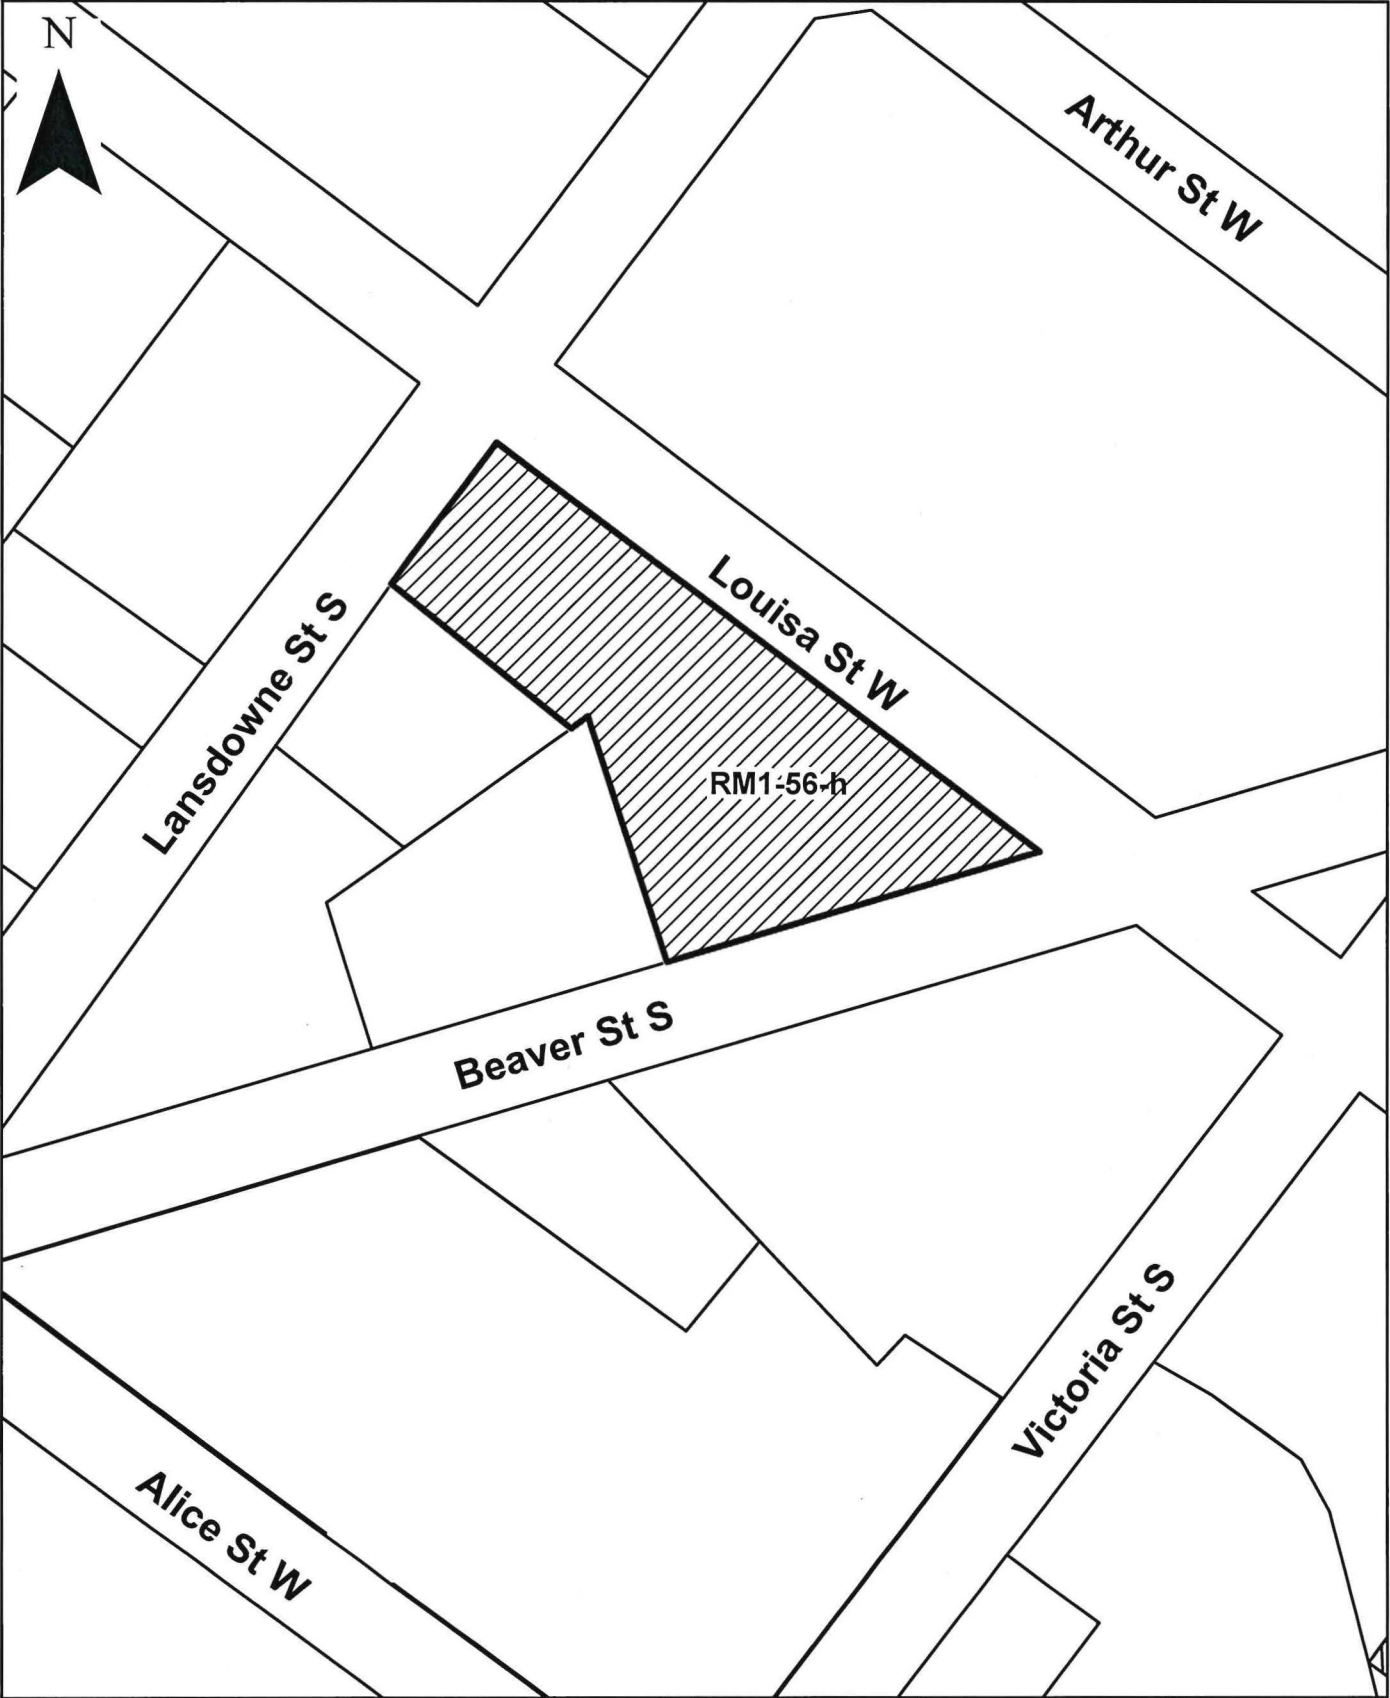 N
Arthur St W
Louisa St W
Lansdowne St S
RM1-56-h
Beaver St S
Victoria St S
Alice St W